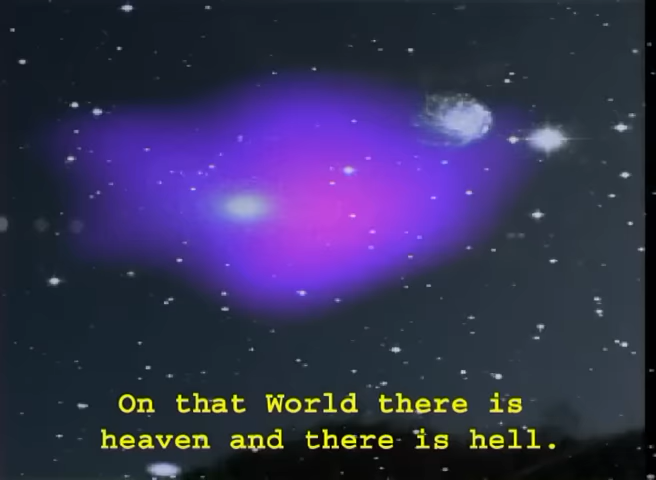 On that World there is
heaven and there is hell.